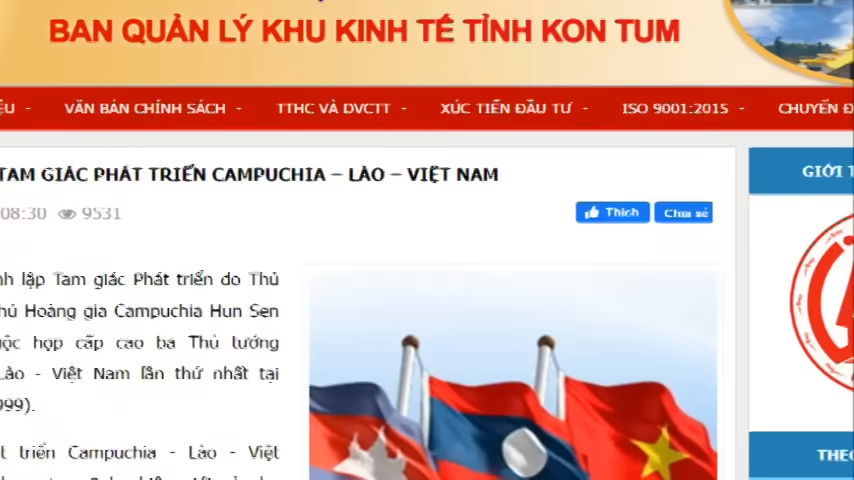 BAN QUẢN LÝ KHU KINH TẾ TỈNH KON TUM
VĂN BẢN CHÍNH SÁCH - TTHC VÀ DVCTT - XÚC TIẾN ĐẦU TƯ - ISO 9001:2015 - CHUYỂN
TAM GIÁC PHÁT TRIỂN CAMPUCHIA – LÀO – VIỆT NAM
08:30 9531
Thích Chia sẻ
GIỚI
lập Tam giác Phát triển do Thủ
Hoàng gia Campuchia Hun Sen
họp cấp cao ba Thủ tướng
Lào - Việt Nam lần thứ nhất tại
999).
triển Campuchia - Lào - Việt